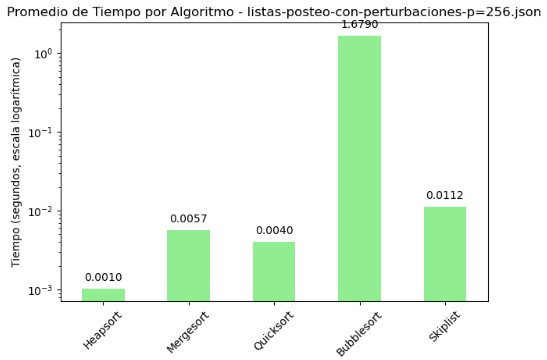 Promedio de Tiempo por Algoritmo - listas-posteo-con-perturbaciones-p=256.json
Tiempo (segundos, escala logarítmica)
10⁰
10⁻¹
10⁻²
10⁻³
0.0010
0.0057
0.0040
1.6790
0.0112
Heapsort
Mergesort
Quicksort
Bubblesort
Skiplist